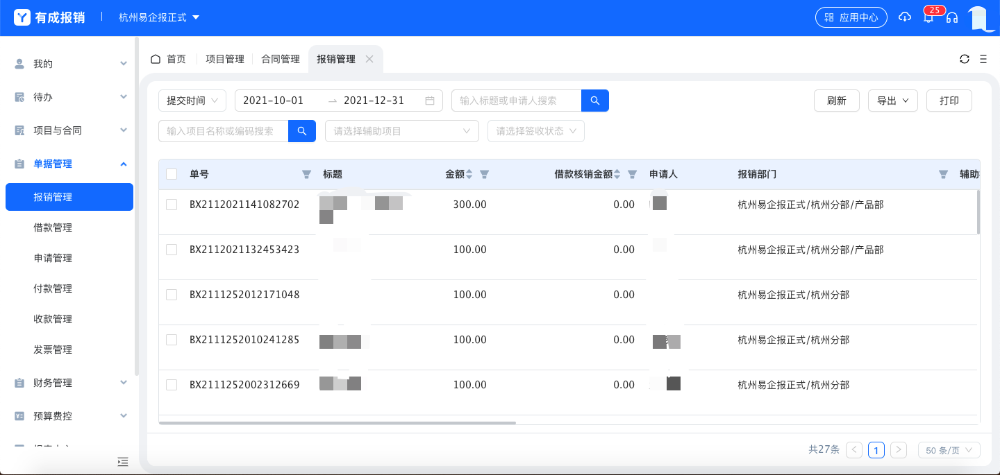 有成报销 杭州易企报正式 应用中心 25
我的
待办
项目与合同
单据管理
报销管理
借款管理
申请管理
付款管理
收款管理
发票管理
财务管理
预算费控
首页 项目管理 合同管理 报销管理
提交时间 2021-10-01 → 2021-12-31 输入标题或申请人搜索 刷新 导出 打印
输入项目名称或编码搜索 请选择辅助项目 请选择签收状态
单号 标题 金额 借款核销金额 申请人 报销部门 辅助
BX2112021141082702 300.00 0.00 杭州易企报正式/杭州分部/产品部
BX2112021132453423 100.00 0.00 杭州易企报正式/杭州分部/产品部
BX2111252012171048 100.00 0.00 杭州易企报正式/杭州分部
BX2111252010241285 100.00 0.00 杭州易企报正式/杭州分部
BX2111252002312669 100.00 0.00 杭州易企报正式/杭州分部
共27条 < 1 > 50 条/页